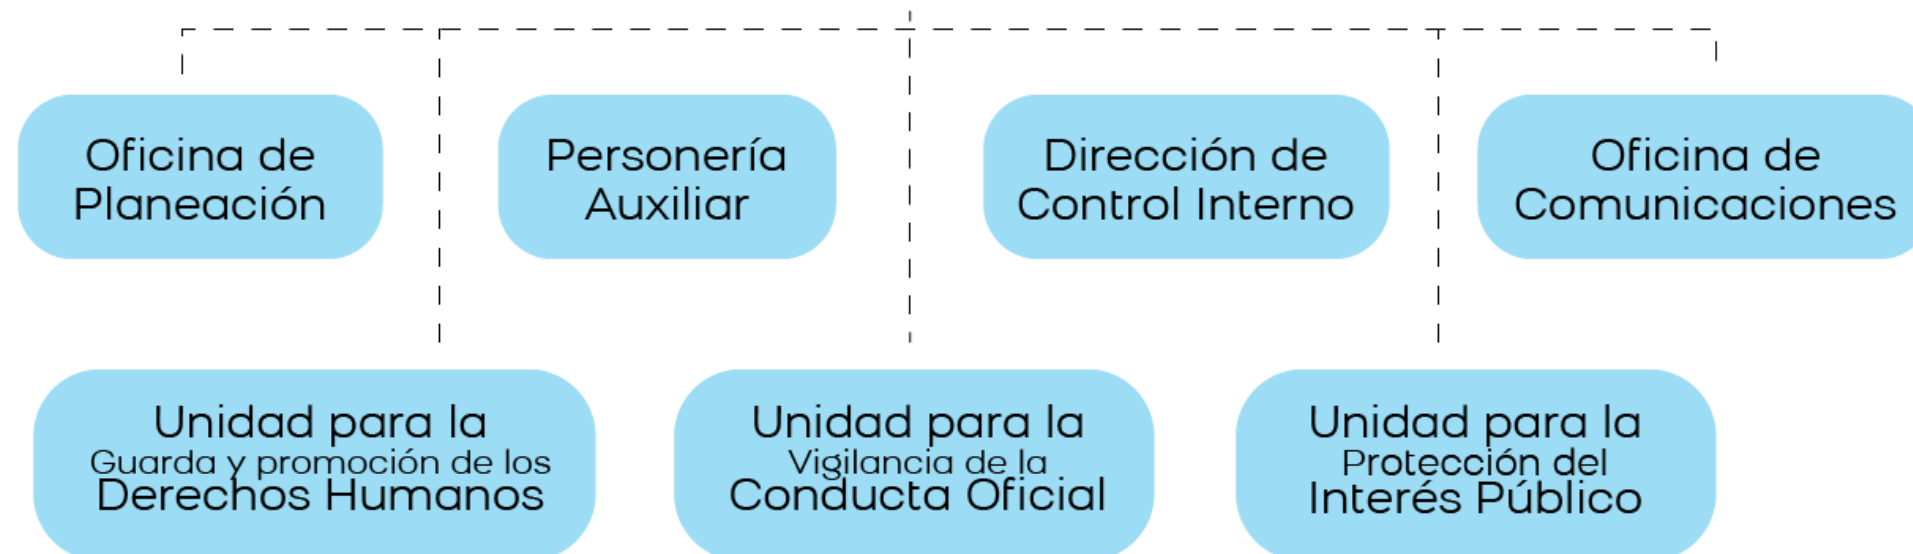 Oficina de
Planeación
Personería
Auxiliar
Dirección de
Control Interno
Oficina de
Comunicaciones
Unidad para la
Guarda y promoción de los
Derechos Humanos
Unidad para la
Vigilancia de la
Conducta Oficial
Unidad para la
Protección del
Interés Público